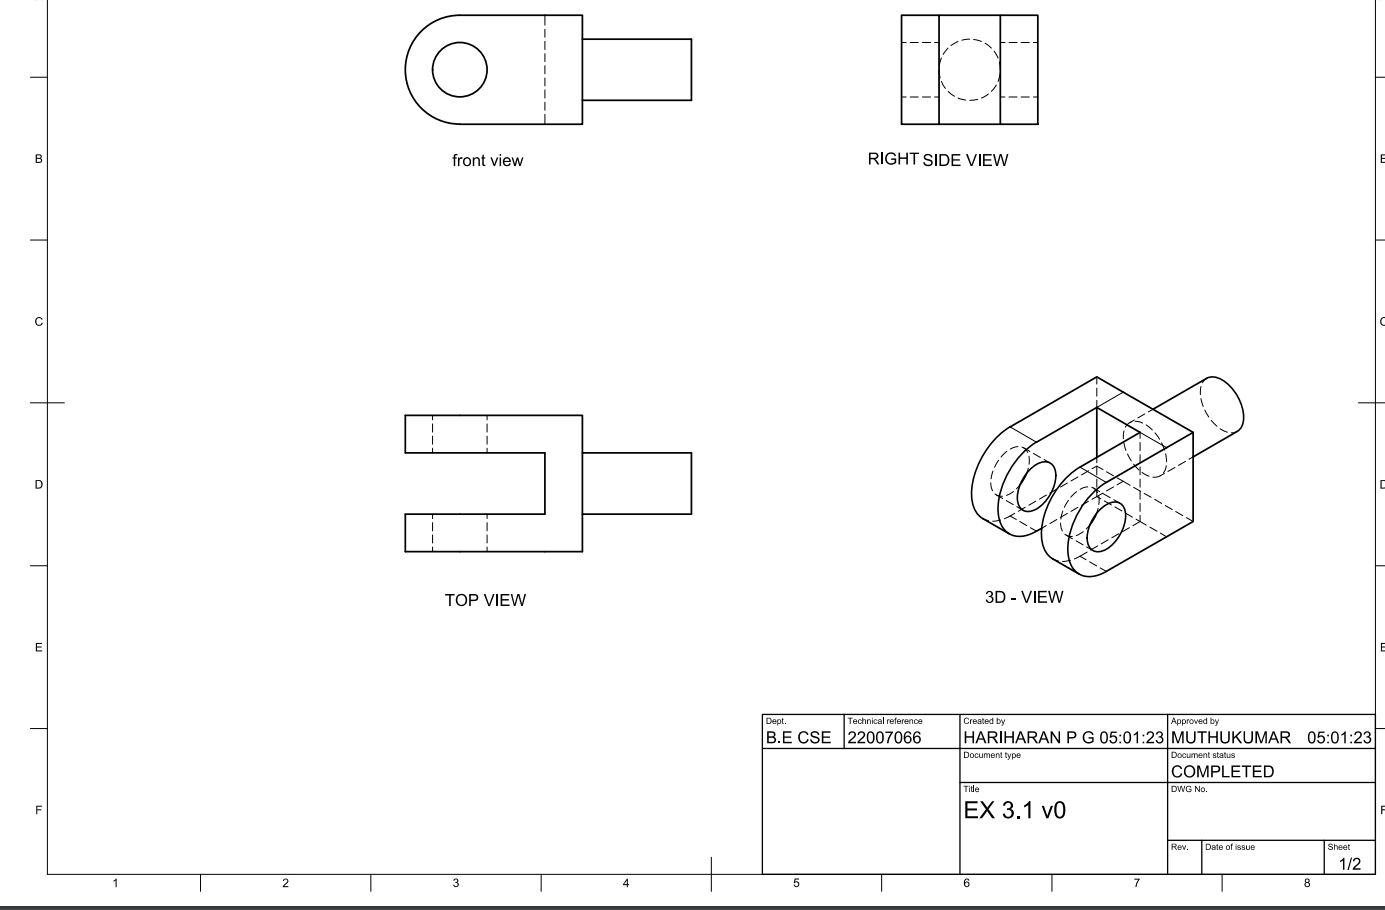 front view
RIGHT SIDE VIEW
B
C
C
TOP VIEW
3D - VIEW
D
D
E
F
Dept.
B.E CSE
Technical reference
22007066
Created by
HARIHARAN P G 05:01:23
Approved by
MUTHUKUMAR 05:01:23
Document type
Document status
COMPLETED
Title
EX 3.1 v0
DWG No.
Rev.
Date of issue
Sheet
1/2
1 2 3 4 5 6 7 8